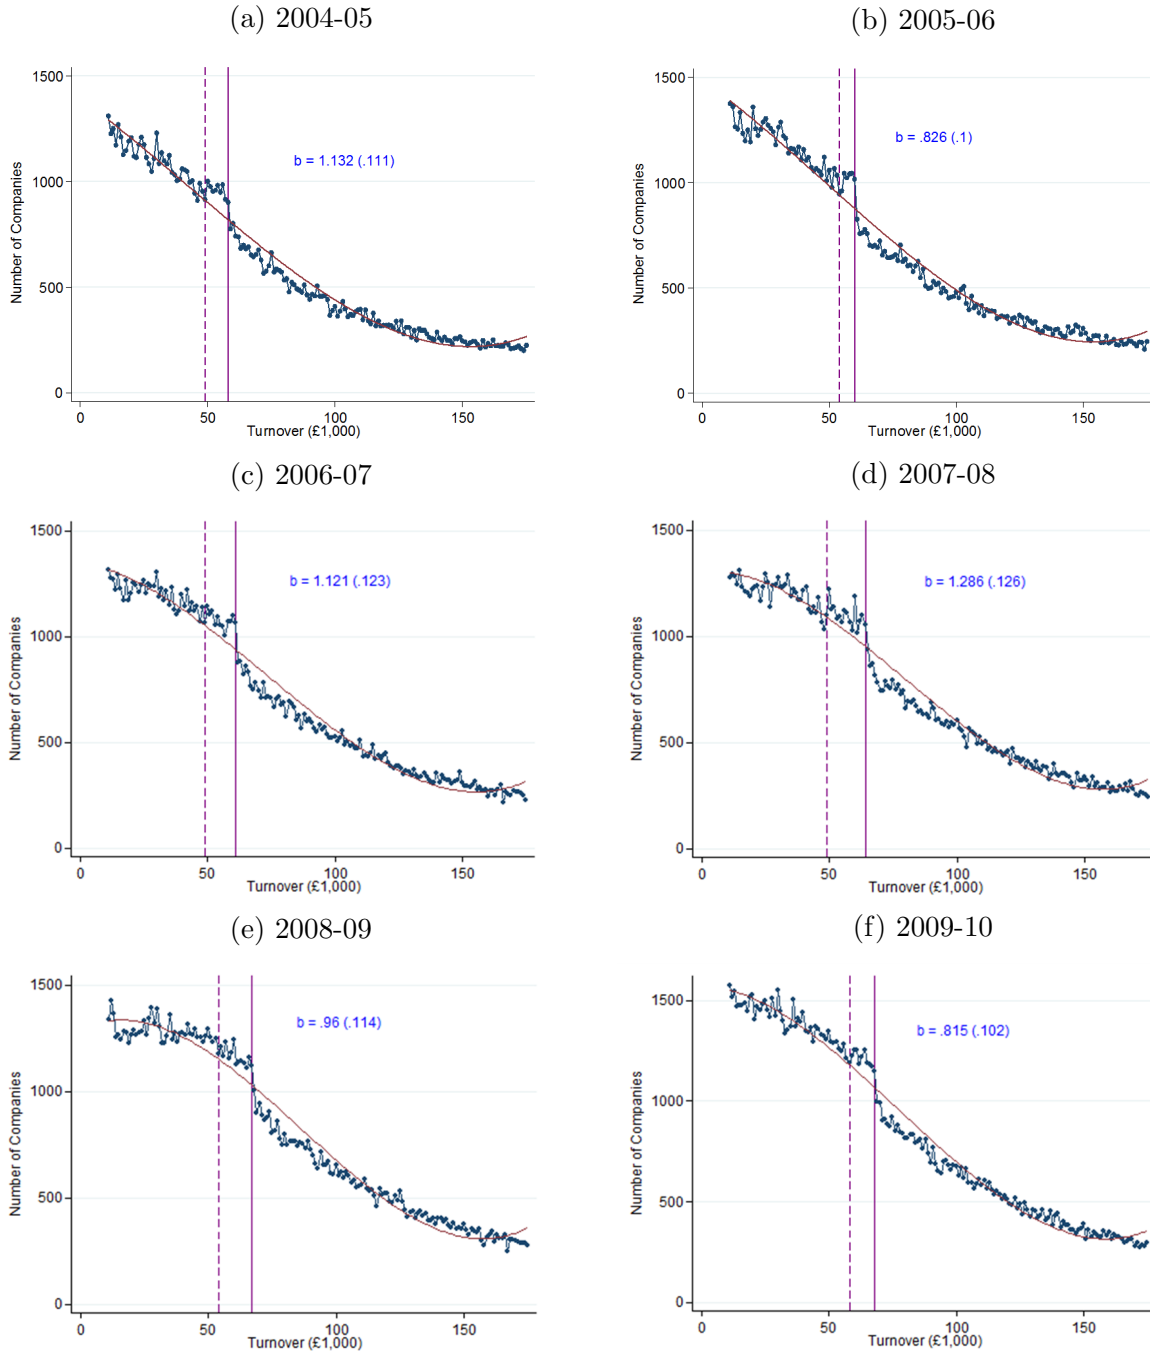 (a) 2004-05
1500
1000
500
0
Number of Companies
b = 1.132 (.111)
0 50 100 150
Turnover (£1,000)
(b) 2005-06
1500
1000
500
0
Number of Companies
b = .826 (.1)
0 50 100 150
Turnover (£1,000)
(c) 2006-07
1500
1000
500
0
Number of Companies
b = 1.121 (.123)
0 50 100 150
Turnover (£1,000)
(d) 2007-08
1500
1000
500
0
Number of Companies
b = 1.286 (.126)
0 50 100 150
Turnover (£1,000)
(e) 2008-09
1500
1000
500
0
Number of Companies
b = .96 (.114)
0 50 100 150
Turnover (£1,000)
(f) 2009-10
1500
1000
500
0
Number of Companies
b = .815 (.102)
0 50 100 150
Turnover (£1,000)